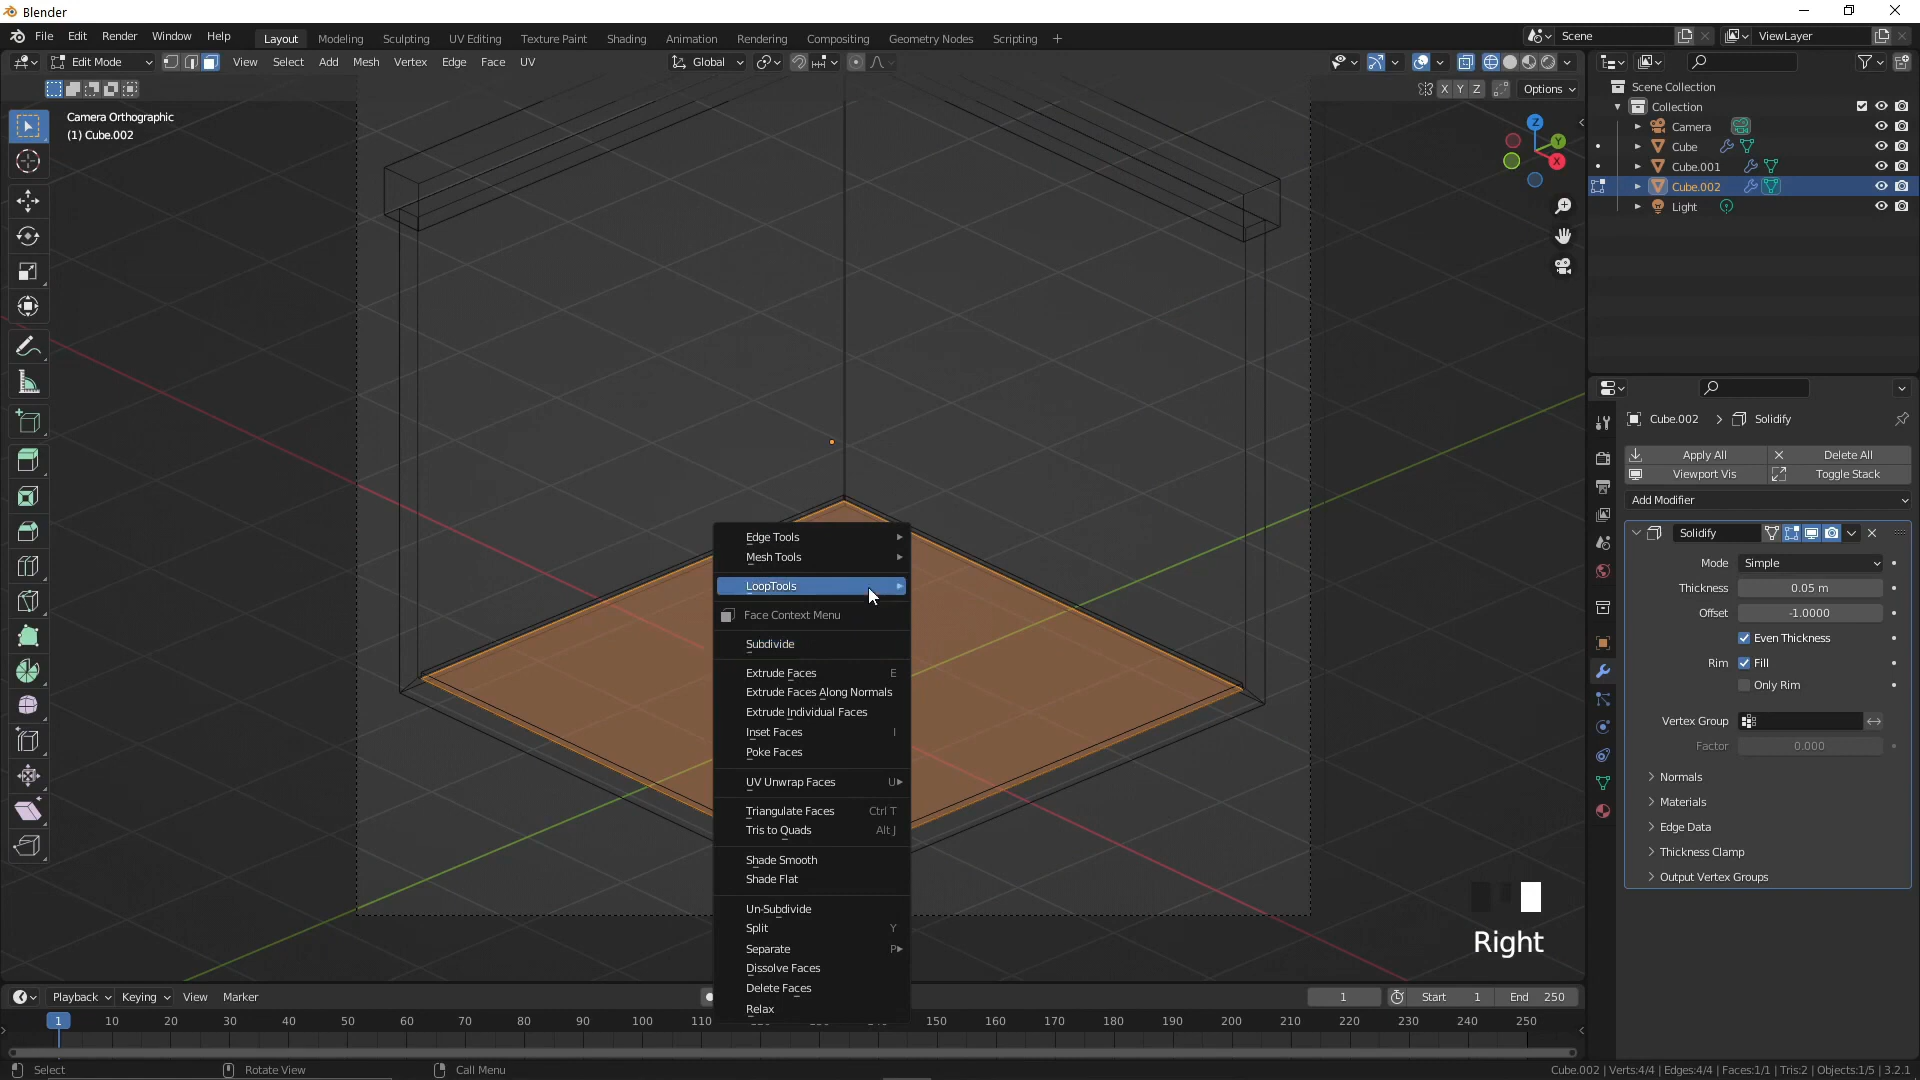 Blender
File Edit Render Window Help
Layout Modeling Sculpting UV Editing Texture Paint Shading Animation Rendering Compositing Geometry Nodes Scripting +
Scene
ViewLayer
Edit Mode
View Select Add Mesh Vertex Edge Face UV
Global
X Y Z
Options
Camera Orthographic
(1) Cube.002
Z
Y
X
Scene Collection
Collection
Camera
Cube
Cube.001
Cube.002
Light
Edge Tools
Mesh Tools
LoopTools
Face Context Menu
Subdivide
Extrude Faces E
Extrude Faces Along Normals
Extrude Individual Faces
Inset Faces I
Poke Faces
UV Unwrap Faces U
Triangulate Faces Ctrl T
Tris to Quads Alt J
Shade Smooth
Shade Flat
Un-Subdivide
Split Y
Separate P
Dissolve Faces
Delete Faces
Relax
Right
Cube.002 > Solidify
Apply All
Delete All
Viewport Vis
Toggle Stack
Add Modifier
Solidify
Mode Simple
Thickness 0.05 m
Offset -1.0000
Even Thickness
Rim Fill
Only Rim
Vertex Group
Factor 0.000
Normals
Materials
Edge Data
Thickness Clamp
Output Vertex Groups
Playback Keying View Marker
1
Start 1
End 250
1 10 20 30 40 50 60 70 80 90 100 110 150 160 170 180 190 200 210 220 230 240 250
Select
Rotate View
Call Menu
Cube.002 | Verts:4/4 | Edges:4/4 | Faces:1/1 | Tris:2 | Objects:1/5 | 3.2.1